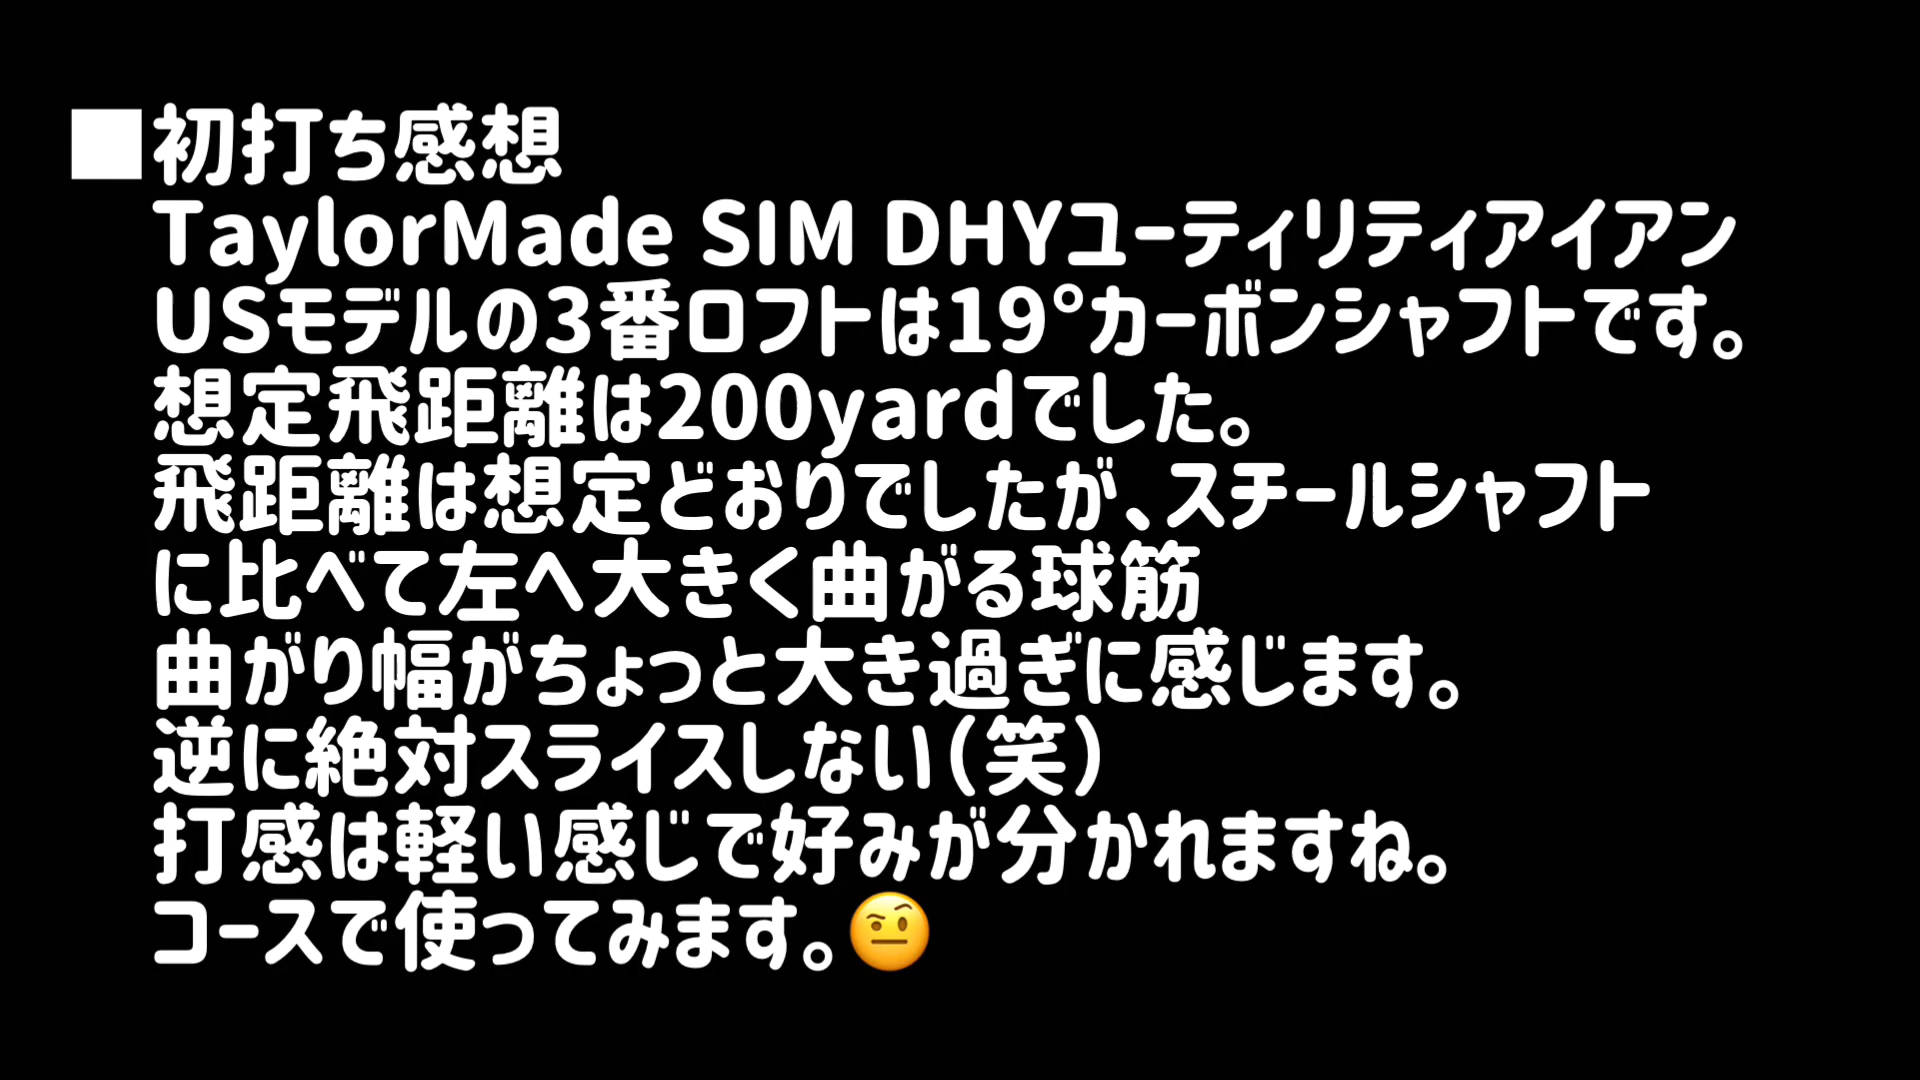 ■初打ち感想
TaylorMade SIM DHYユーティリティアイアン
USモデルの3番ロフトは19°カーボンシャフトです。
想定飛距離は200yardでした。
飛距離は想定どおりでしたが、スチールシャフト
に比べて左へ大きく曲がる球筋
曲がり幅がちょっと大き過ぎに感じます。
逆に絶対スライスしない（笑）
打感は軽い感じで好みが分かれますね。
コースで使ってみます。🤨